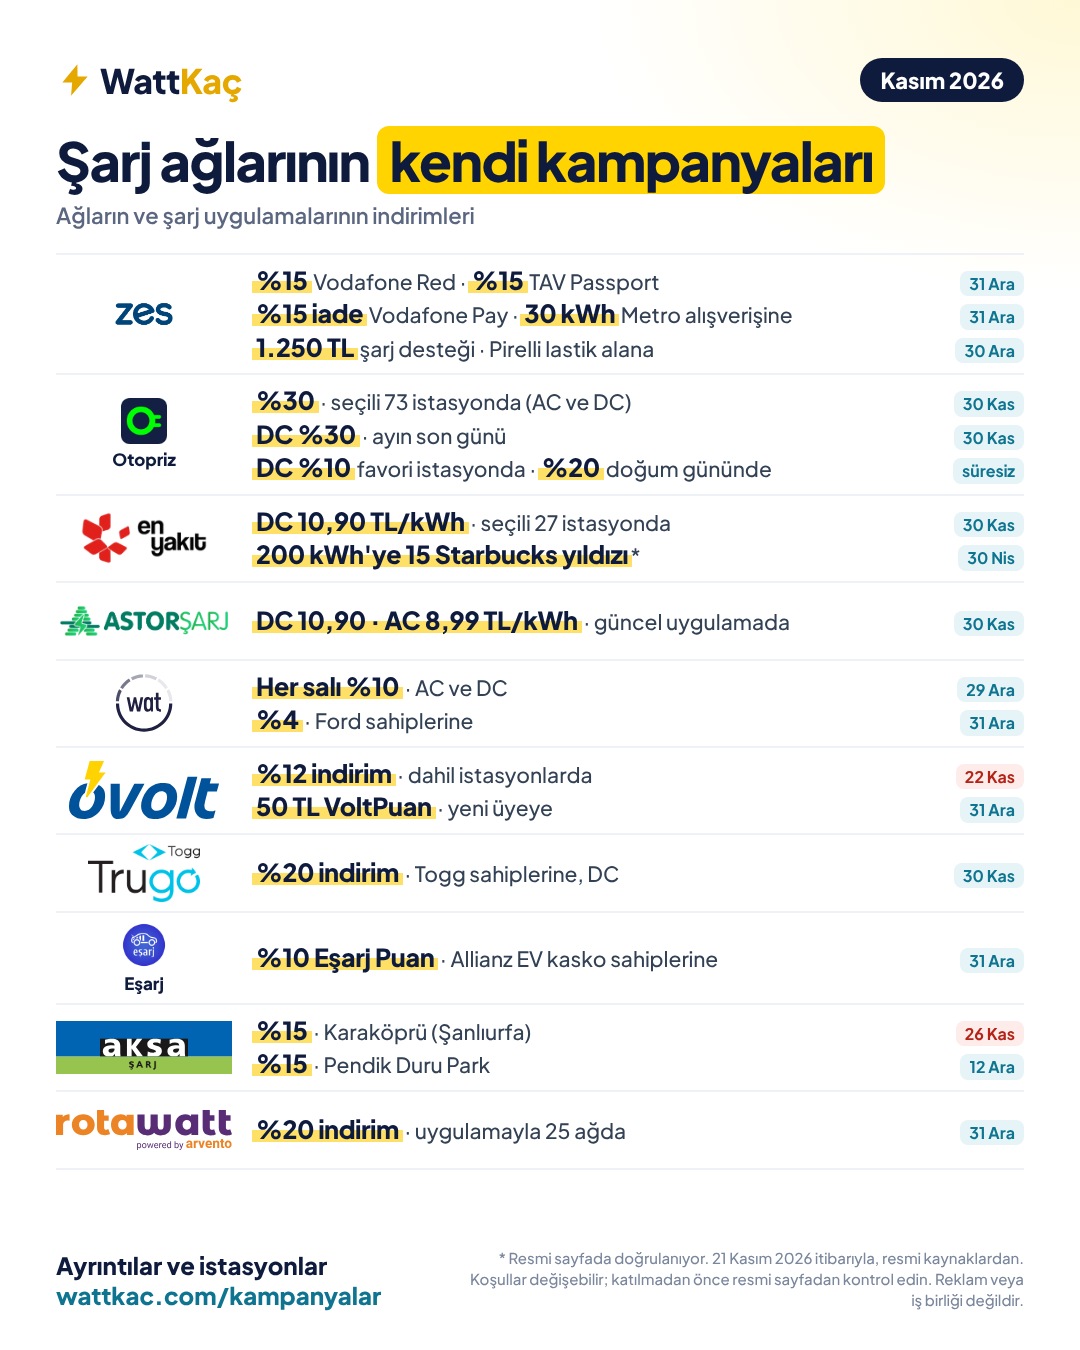 WattKaç
Kasım 2026
Şarj ağlarının kendi kampanyaları
Ağların ve şarj uygulamalarının indirimleri
zes
%15 Vodafone Red · %15 TAV Passport 31 Ara
%15 iade Vodafone Pay · 30 kWh Metro alışverişine 31 Ara
1.250 TL şarj desteği · Pirelli lastik alana 30 Ara
Otopriz
%30 · seçili 73 istasyonda (AC ve DC) 30 Kas
DC %30 · ayın son günü 30 Kas
DC %10 favori istasyonda · %20 doğum gününde süresiz
en yakıt
DC 10,90 TL/kWh · seçili 27 istasyonda 30 Kas
200 kWh'ye 15 Starbucks yıldızı* 30 Nis
ASTORŞARJ
DC 10,90 · AC 8,99 TL/kWh · güncel uygulamada 30 Kas
wat
Her salı %10 · AC ve DC 29 Ara
%4 · Ford sahiplerine 31 Ara
ovolt
%12 indirim · dahil istasyonlarda 22 Kas
50 TL VoltPuan · yeni üyeye 31 Ara
Togg
Trugo
%20 indirim · Togg sahiplerine, DC 30 Kas
eşarj
Eşarj
%10 Eşarj Puan · Allianz EV kasko sahiplerine 31 Ara
aksa
ŞARJ
%15 · Karaköprü (Şanlıurfa) 26 Kas
%15 · Pendik Duru Park 12 Ara
rotawatt
powered by arvento
%20 indirim · uygulamayla 25 ağda 31 Ara
Ayrıntılar ve istasyonlar
wattkac.com/kampanyalar
* Resmi sayfada doğrulanıyor. 21 Kasım 2026 itibarıyla, resmi kaynaklardan.
Koşullar değişebilir; katılmadan önce resmi sayfadan kontrol edin. Reklam veya
iş birliği değildir.